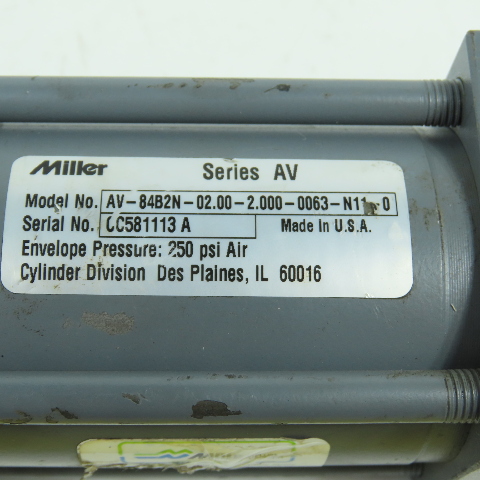 Miller Series AV
Model No. AV-84B2N-02.00-2.000-0063-N11-0
Serial No. CC581113 A Made In U.S.A.
Envelope Pressure: 250 psi Air
Cylinder Division Des Plaines, IL 60016